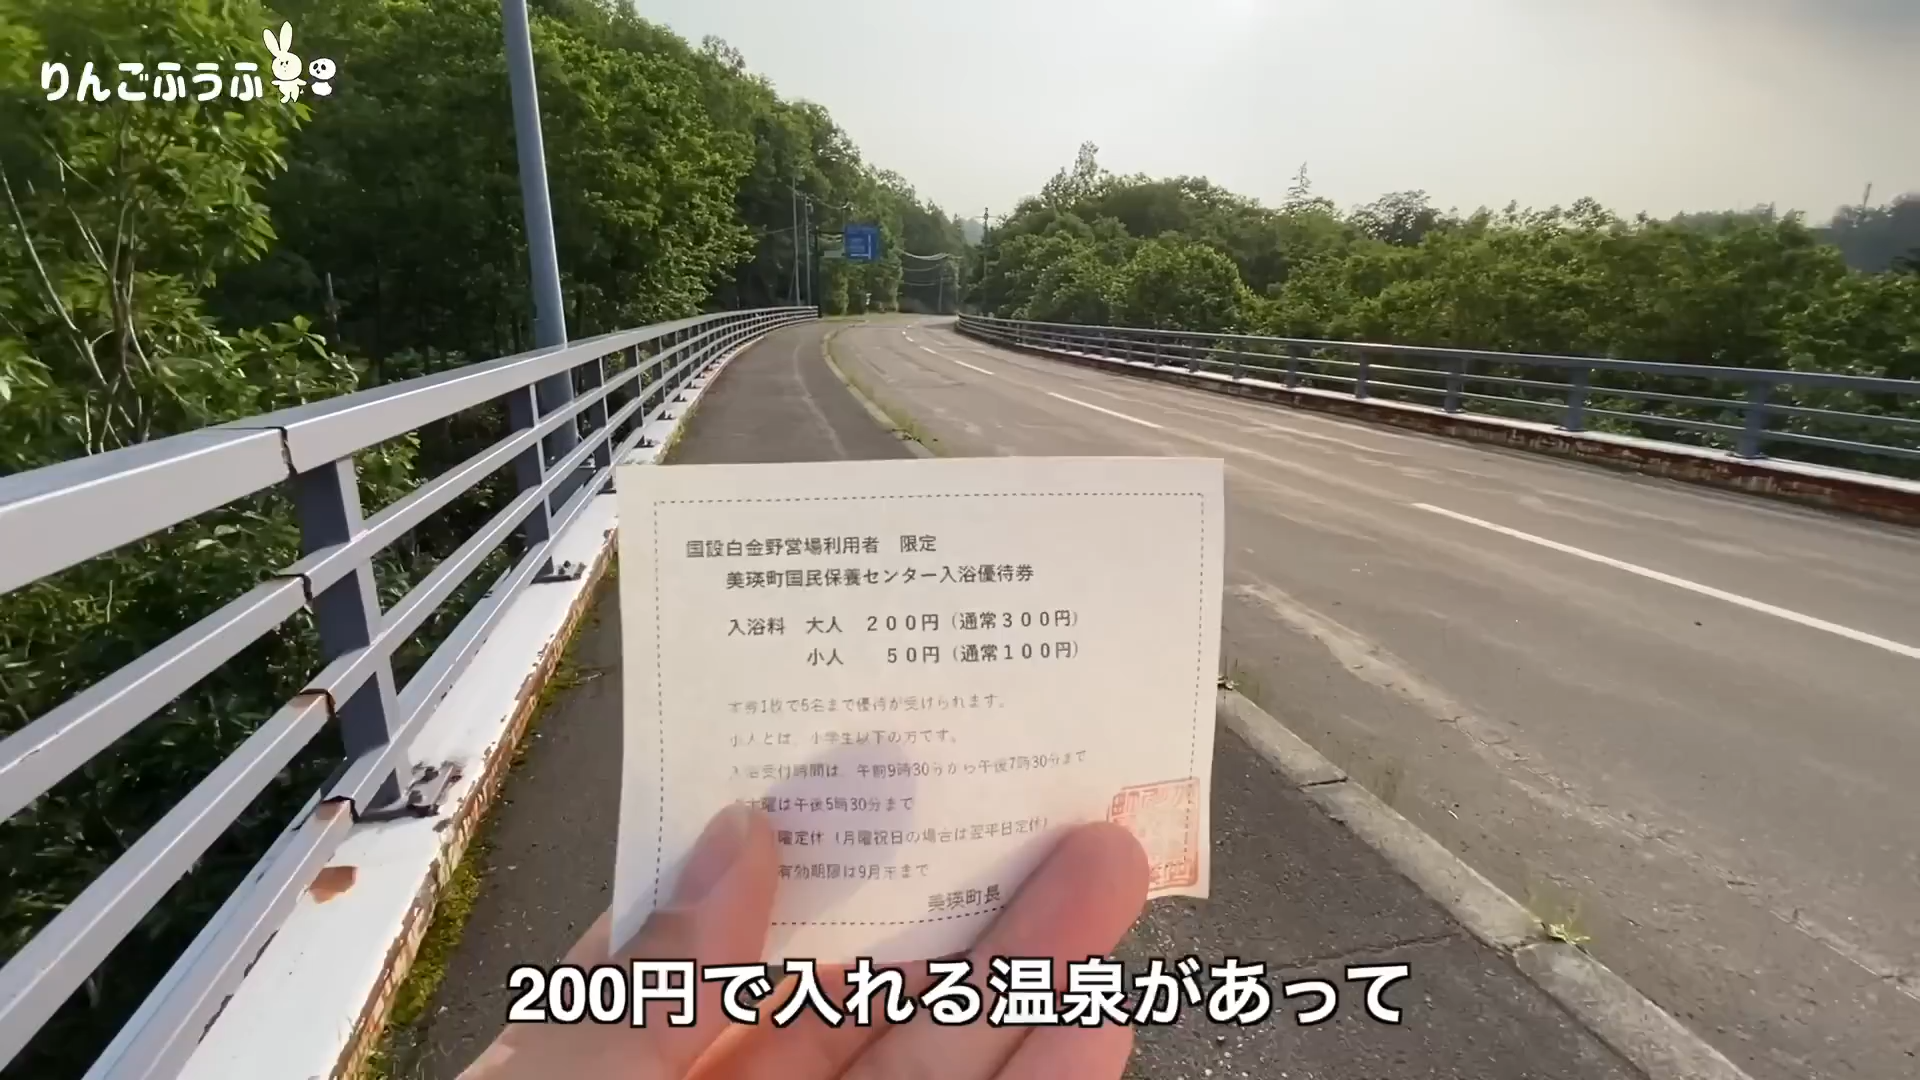 りんごふうふ
国設白金野営場利用者 限定
美瑛町国民保養センター入浴優待券
入浴料 大人 200円（通常300円）
小人 50円（通常100円）
本券1枚で5名まで優待が受けられます。
小人とは、小学生以下の方です。
入浴受付時間は、午前9時30分から午後7時30分まで
曜は午後5時30分まで
曜定休（月曜祝日の場合は翌平日定休）
有効期限は9月末まで
美瑛町長
200円で入れる温泉があって